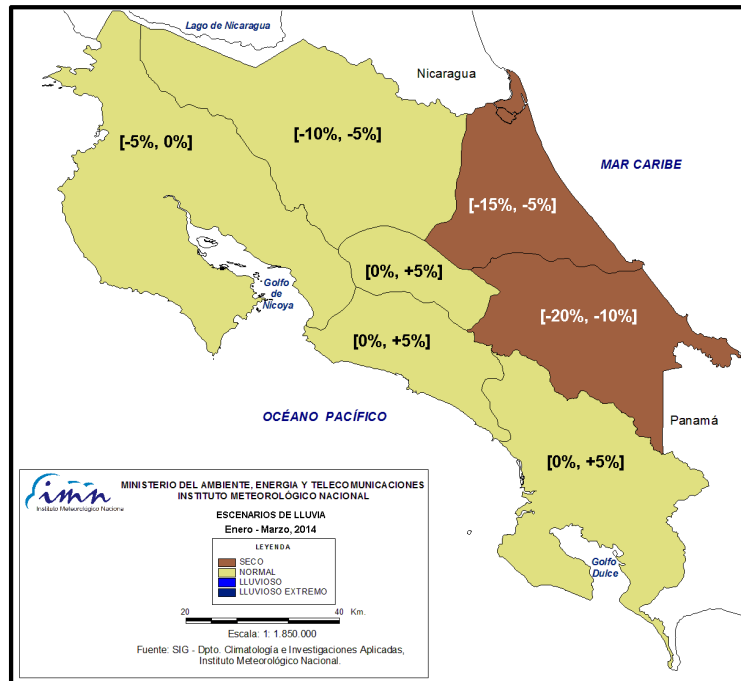 Lago de Nicaragua
Nicaragua
[-5%, 0%]
[-10%, -5%]
MAR CARIBE
[-15%, -5%]
[0%, +5%]
Golfo
de
Nicoya
[-20%, -10%]
[0%, +5%]
OCÉANO PACÍFICO
Panamá
[0%, +5%]
Golfo
Dulce
imn
Instituto Meteorológico Nacional
MINISTERIO DEL AMBIENTE, ENERGIA Y TELECOMUNICACIONES
INSTITUTO METEOROLÓGICO NACIONAL
ESCENARIOS DE LLUVIA
Enero - Marzo, 2014
LEYENDA
SECO
NORMAL
LLUVIOSO
LLUVIOSO EXTREMO
20 40 Km.
Escala: 1: 1.850.000
Fuente: SIG - Dpto. Climatología e Investigaciones Aplicadas,
Instituto Meteorológico Nacional.